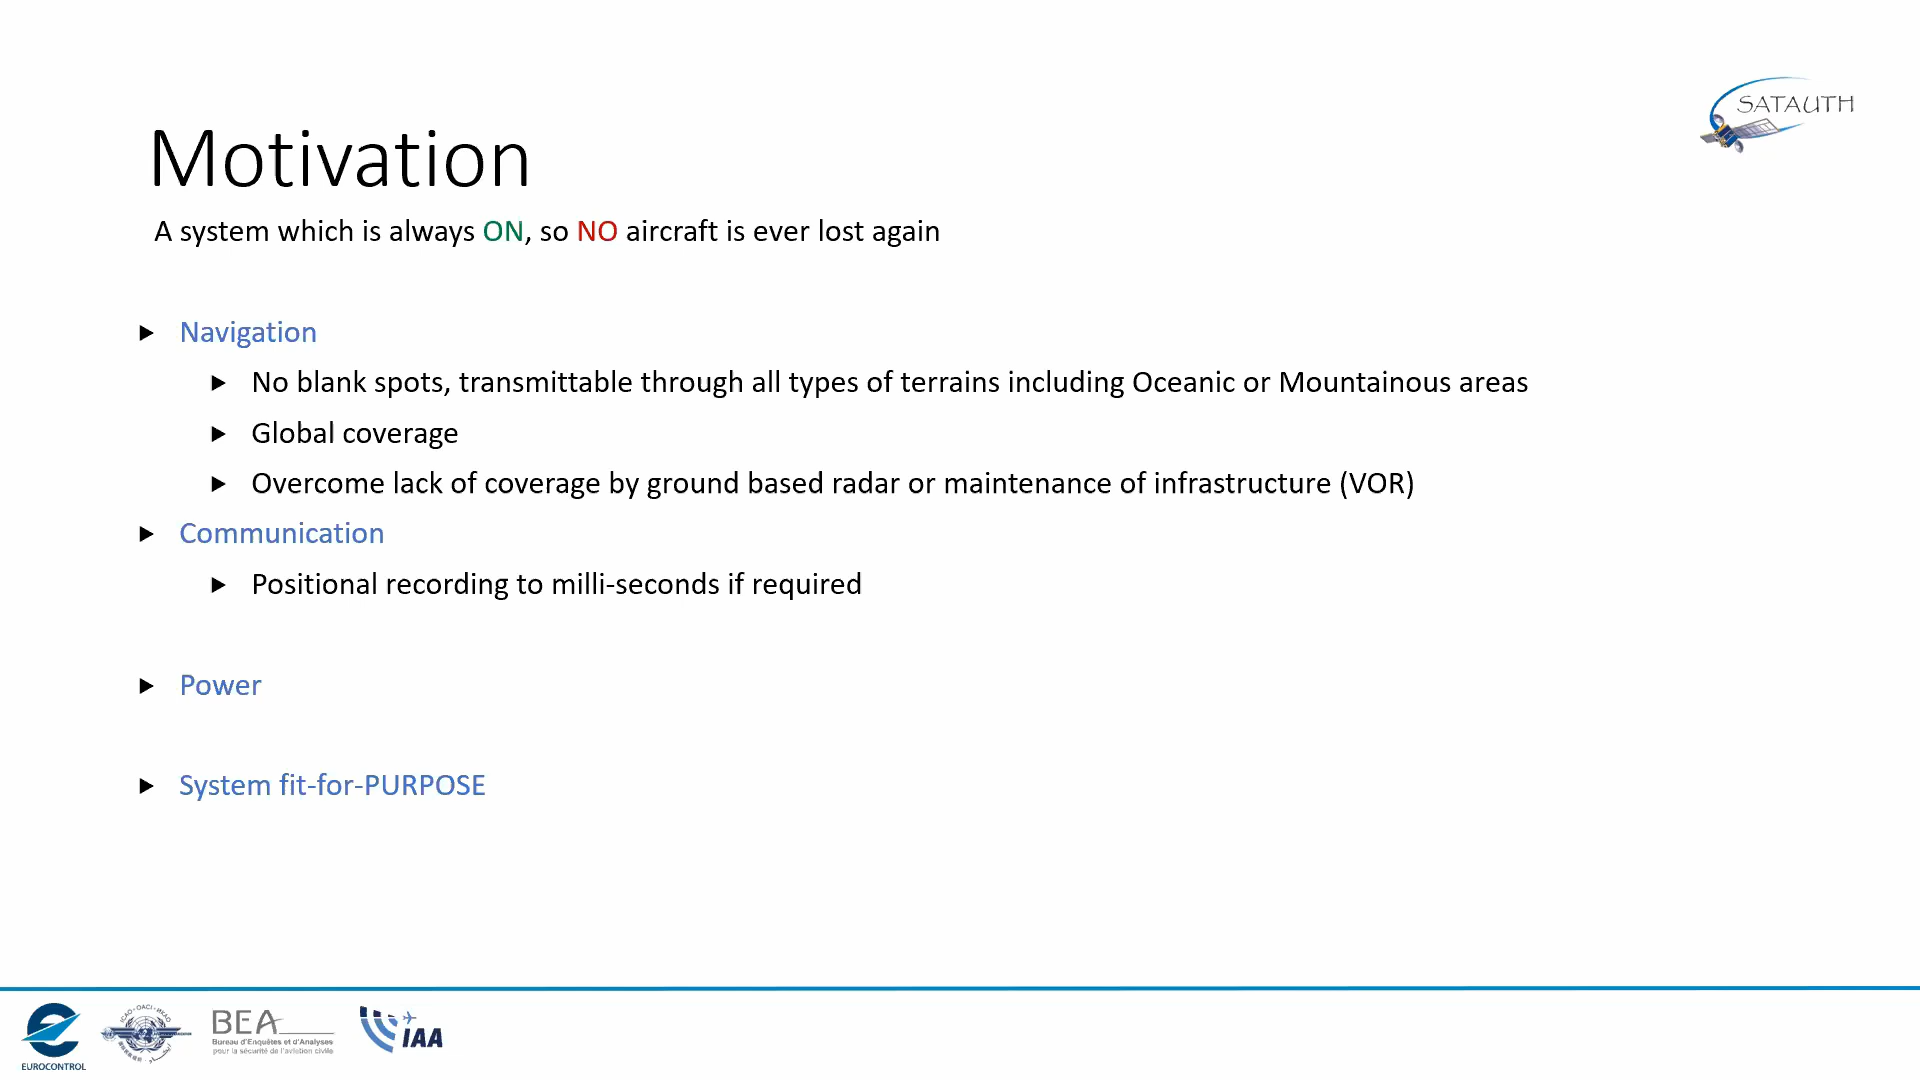 SATAUTH
Motivation
A system which is always ON, so NO aircraft is ever lost again
Navigation
No blank spots, transmittable through all types of terrains including Oceanic or Mountainous areas
Global coverage
Overcome lack of coverage by ground based radar or maintenance of infrastructure (VOR)
Communication
Positional recording to milli-seconds if required
Power
System fit-for-PURPOSE
EUROCONTROL
ICAO · OACI · ИКАО
BEA
Bureau d'Enquêtes et d'Analyses
pour la sécurité de l'aviation civile
IAA